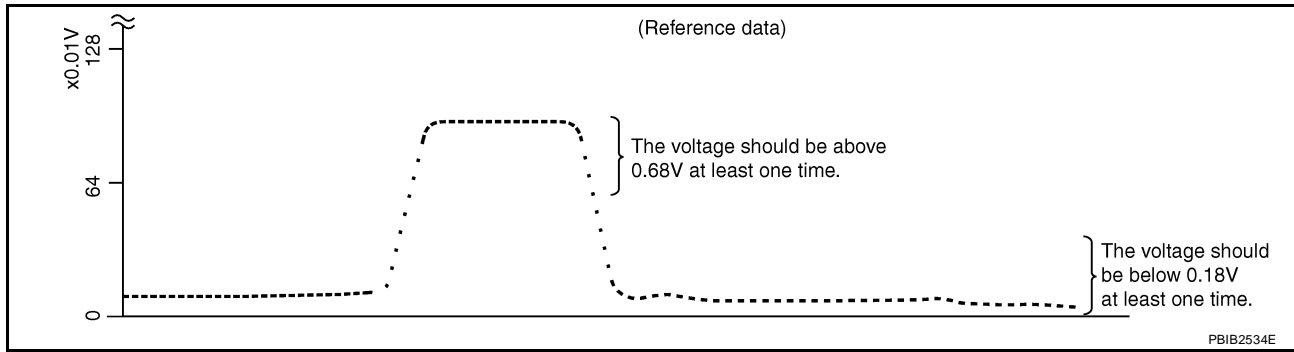 (Reference data)
x0.01V
128
64
0
The voltage should be above
0.68V at least one time.
The voltage should
be below 0.18V
at least one time.
PBIB2534E